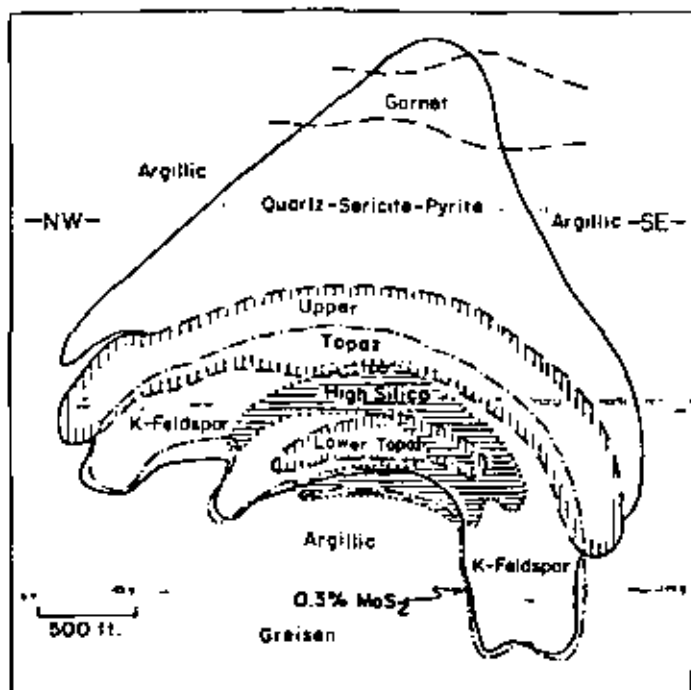 Garnet
Argillic
Quartz-Sericite-Pyrite
NW
Argillic
SE
Upper
Topaz
High Silica
K-Feldspar
Lower Topaz
Argillic
K-Feldspar
0.3% MoS2
500 ft.
Greisen